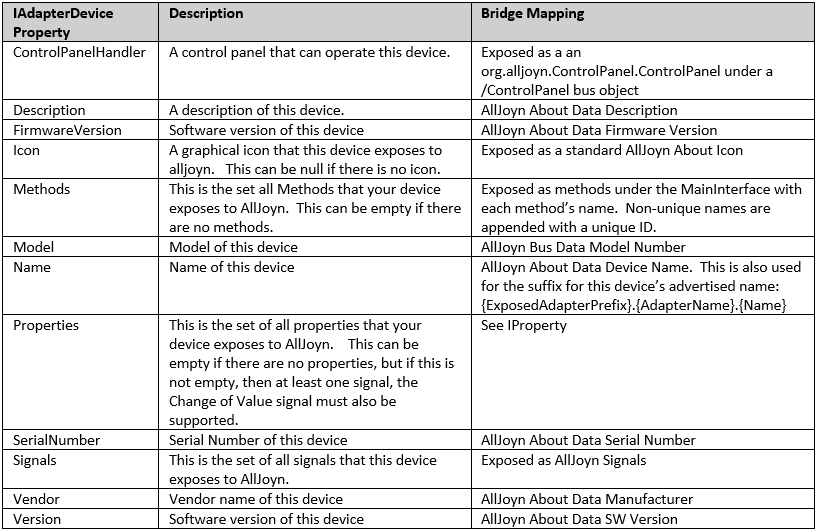 IAdapterDevice Property | Description | Bridge Mapping
ControlPanelHandler | A control panel that can operate this device. | Exposed as a an
org.alljoyn.ControlPanel.ControlPanel under a
/ControlPanel bus object
Description | A description of this device. | AllJoyn About Data Description
FirmwareVersion | Software version of this device | AllJoyn About Data Firmware Version
Icon | A graphical icon that this device exposes to | Exposed as a standard AllJoyn About Icon
alljoyn. This can be null if there is no icon.
Methods | This is the set all Methods that your device | Exposed as methods under the MainInterface with
exposes to AllJoyn. This can be empty if there | each method's name. Non-unique names are
are no methods. | appended with a unique ID.
Model | Model of this device | AllJoyn Bus Data Model Number
Name | Name of this device | AllJoyn About Data Device Name. This is also used
for the suffix for this device's advertised name:
{ExposedAdapterPrefix}.{AdapterName}.{Name}
Properties | This is the set of all properties that your | See IProperty
device exposes to AllJoyn. This can be
empty if there are no properties, but if this is
not empty, then at least one signal, the
Change of Value signal must also be
supported.
SerialNumber | Serial Number of this device | AllJoyn About Data Serial Number
Signals | This is the set of all signals that this device | Exposed as AllJoyn Signals
exposes to AllJoyn.
Vendor | Vendor name of this device | AllJoyn About Data Manufacturer
Version | Software version of this device | AllJoyn About Data SW Version